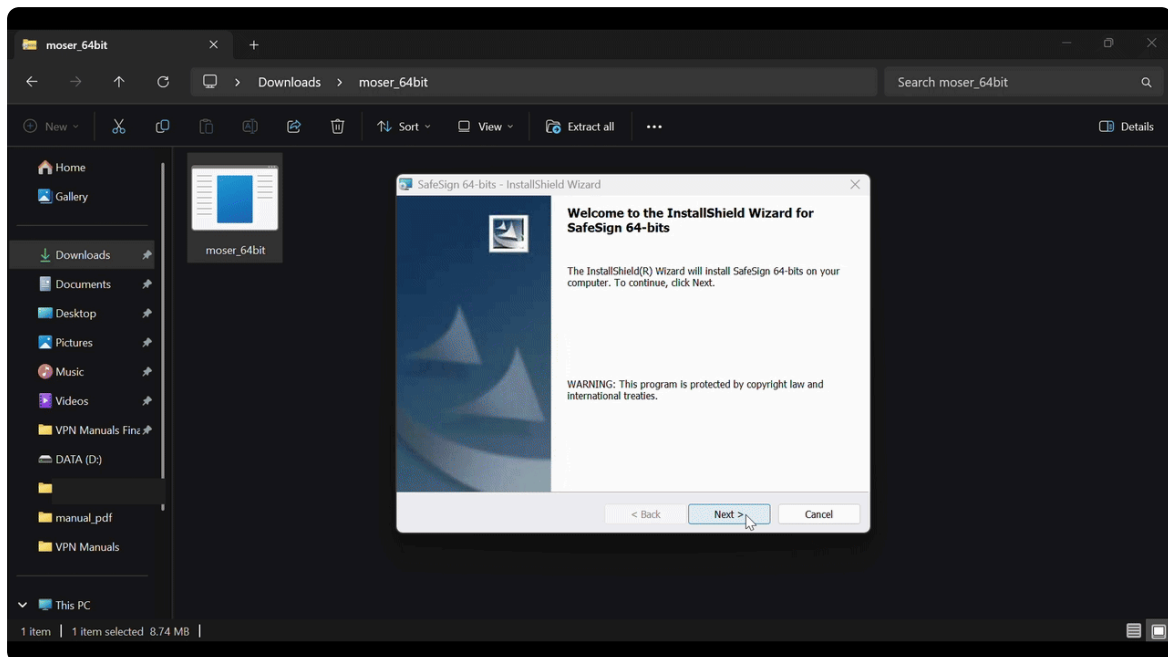 moser_64bit
Downloads > moser_64bit
Search moser_64bit
New
Sort
View
Extract all
Details
Home
Gallery
Downloads
Documents
Desktop
Pictures
Music
Videos
VPN Manuals Fina
DATA (D:)
manual_pdf
VPN Manuals
This PC
moser_64bit
SafeSign 64-bits - InstallShield Wizard
Welcome to the InstallShield Wizard for
SafeSign 64-bits
The InstallShield(R) Wizard will install SafeSign 64-bits on your
computer. To continue, click Next.
WARNING: This program is protected by copyright law and
international treaties.
< Back
Next >
Cancel
1 item | 1 item selected 8.74 MB |